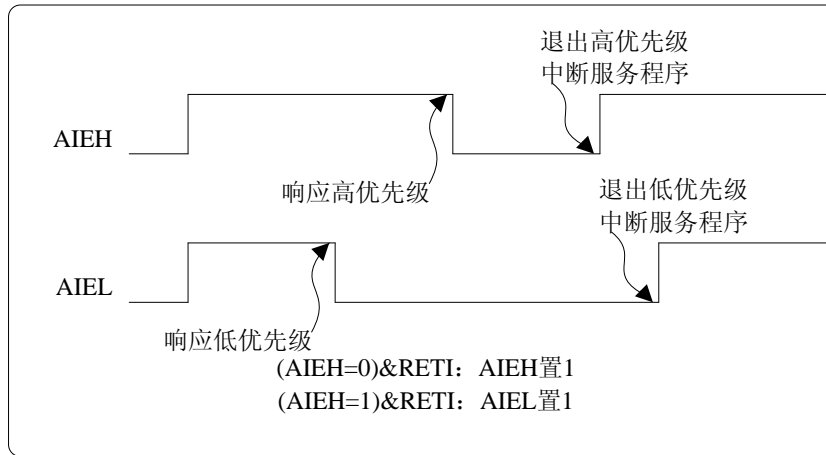 退出高优先级
中断服务程序
AIEH
响应高优先级
退出低优先级
中断服务程序
AIEL
响应低优先级
(AIEH=0)&RETI：AIEH置1
(AIEH=1)&RETI：AIEL置1